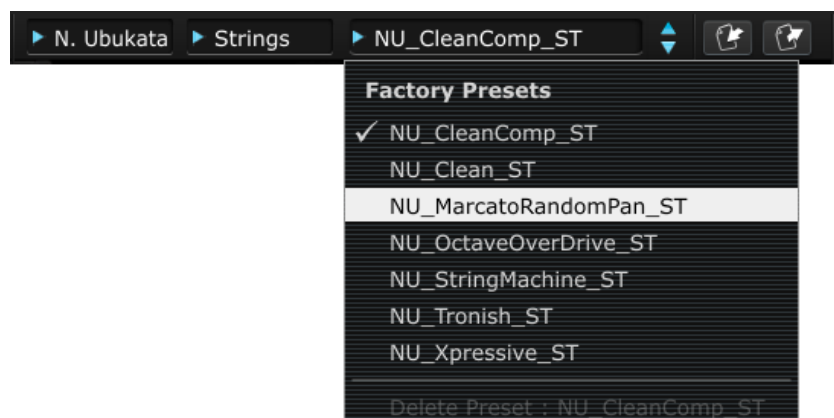 N. Ubukata Strings NU_CleanComp_ST
Factory Presets
NU_CleanComp_ST
NU_Clean_ST
NU_MarcatoRandomPan_ST
NU_OctaveOverDrive_ST
NU_StringMachine_ST
NU_Tronish_ST
NU_Xpressive_ST
Delete Preset : NU_CleanComp_ST